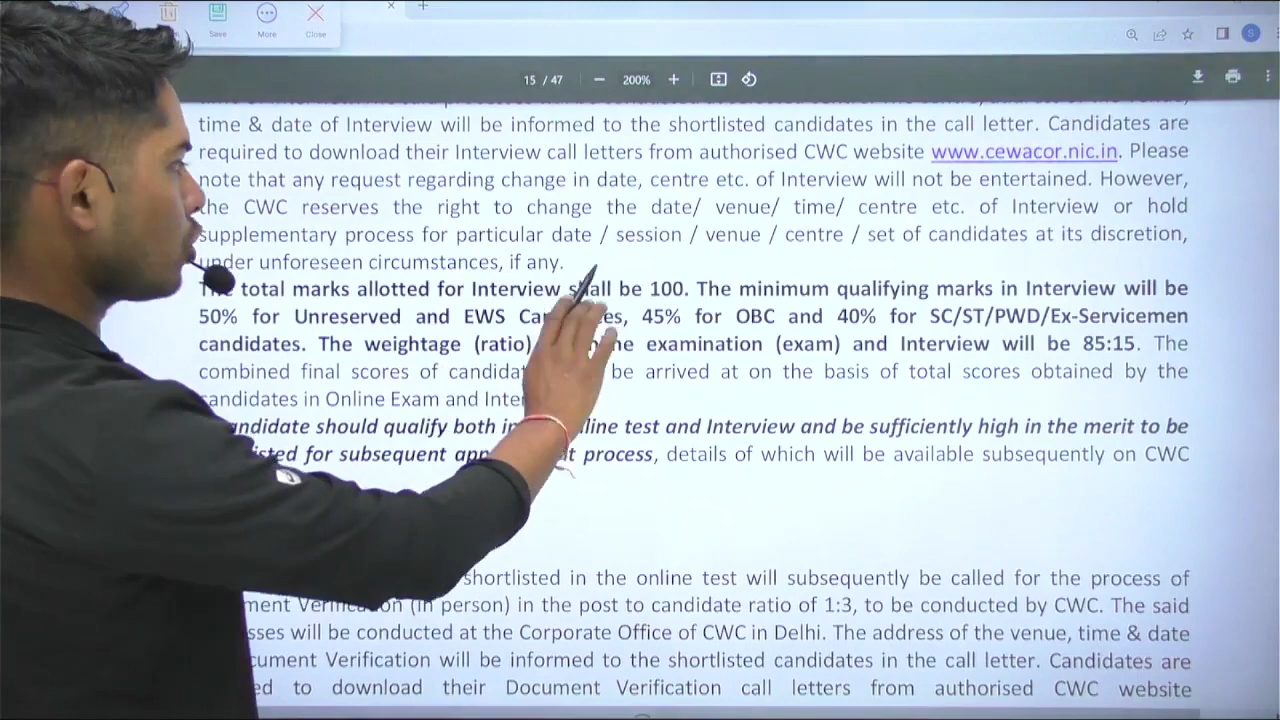 Save
More
Close
15 / 47
200%
S
time & date of Interview will be informed to the shortlisted candidates in the call letter. Candidates are
required to download their Interview call letters from authorised CWC website www.cewacor.nic.in. Please
note that any request regarding change in date, centre etc. of Interview will not be entertained. However,
the CWC reserves the right to change the date/ venue/ time/ centre etc. of Interview or hold
supplementary process for particular date / session / venue / centre / set of candidates at its discretion,
under unforeseen circumstances, if any.
The total marks allotted for Interview shall be 100. The minimum qualifying marks in Interview will be
50% for Unreserved and EWS 45% for OBC and 40% for SC/ST/PWD/Ex-Servicemen
candidates. The weightage (ratio) examination (exam) and Interview will be 85:15. The
combined final scores of be arrived at on the basis of total scores obtained by the
candidates in Online Exam and
candidate should qualify both test and Interview and be sufficiently high in the merit to be
for subsequent process, details of which will be available subsequently on CWC
shortlisted in the online test will subsequently be called for the process of
(in person) in the post to candidate ratio of 1:3, to be conducted by CWC. The said
will be conducted at the Corporate Office of CWC in Delhi. The address of the venue, time & date
Verification will be informed to the shortlisted candidates in the call letter. Candidates are
to download their Document Verification call letters from authorised CWC website